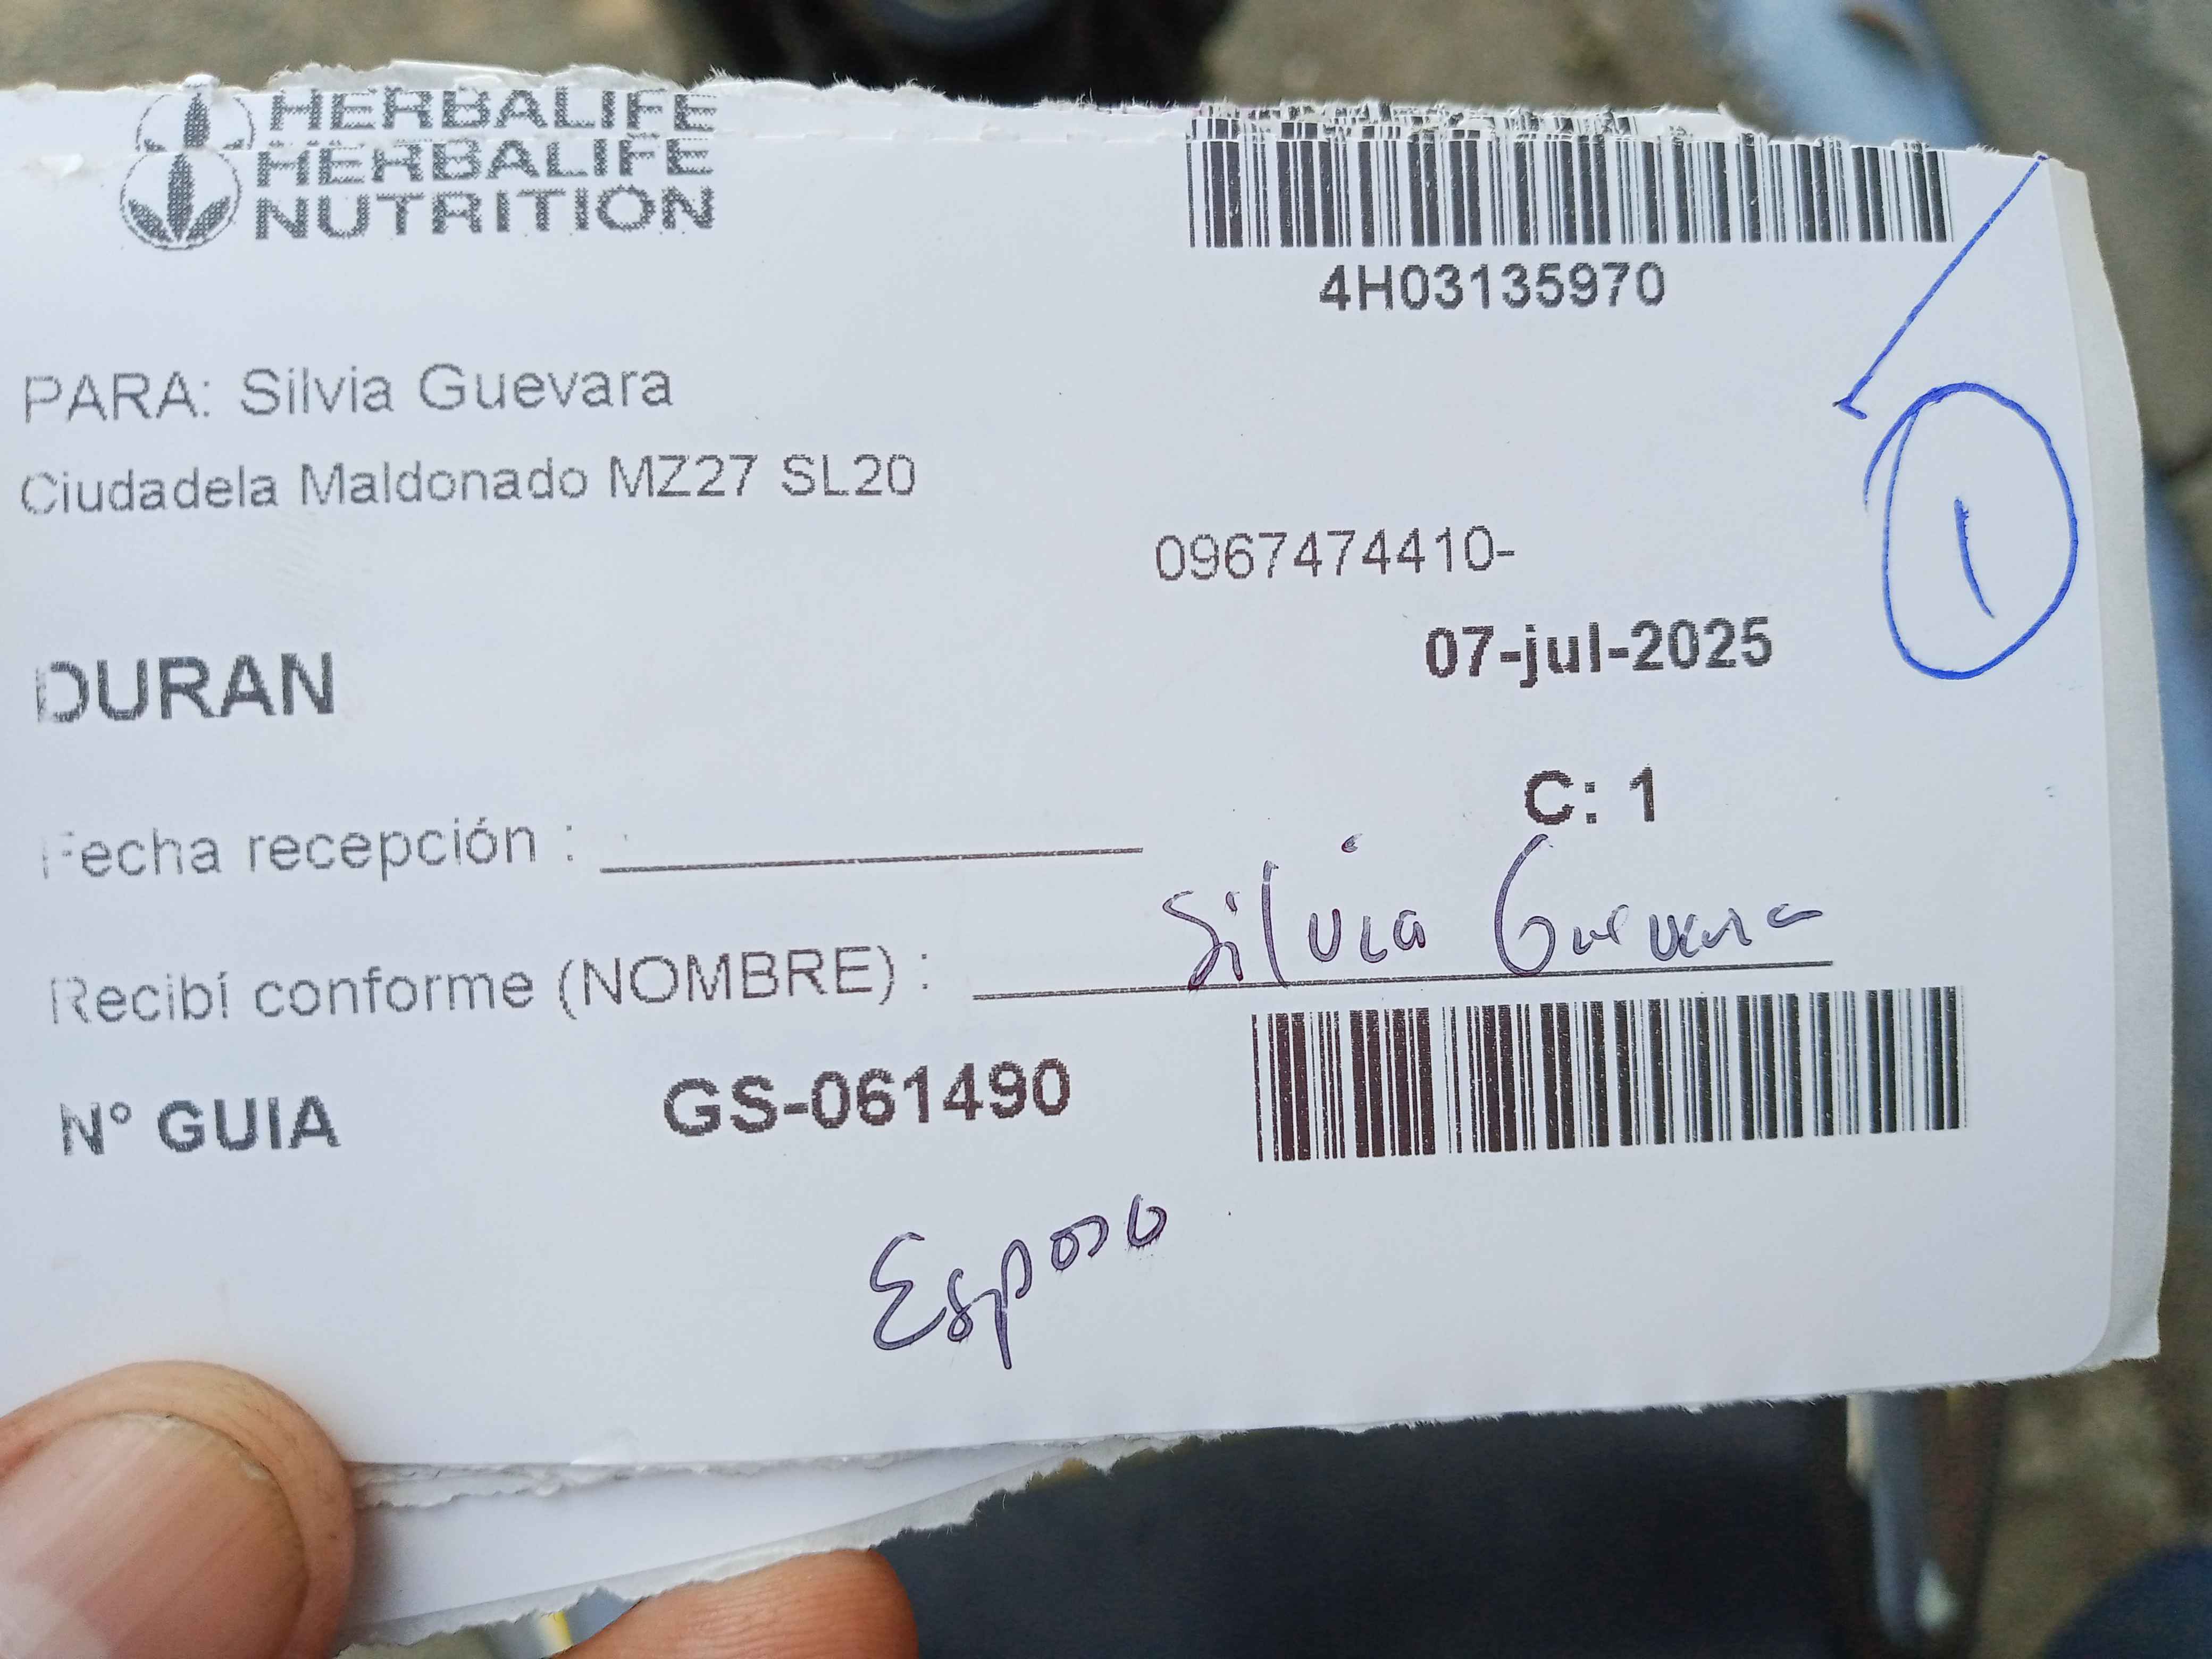 HERBALIFE
HERBALIFE
NUTRITION
4H03135970
PARA: Silvia Guevara
Ciudadela Maldonado MZ27 SL20
0967474410-
07-jul-2025
DURAN
C: 1
Fecha recepción :
Recibí conforme (NOMBRE) : Silvia Guevara
N° GUIA GS-061490
Esposo
1